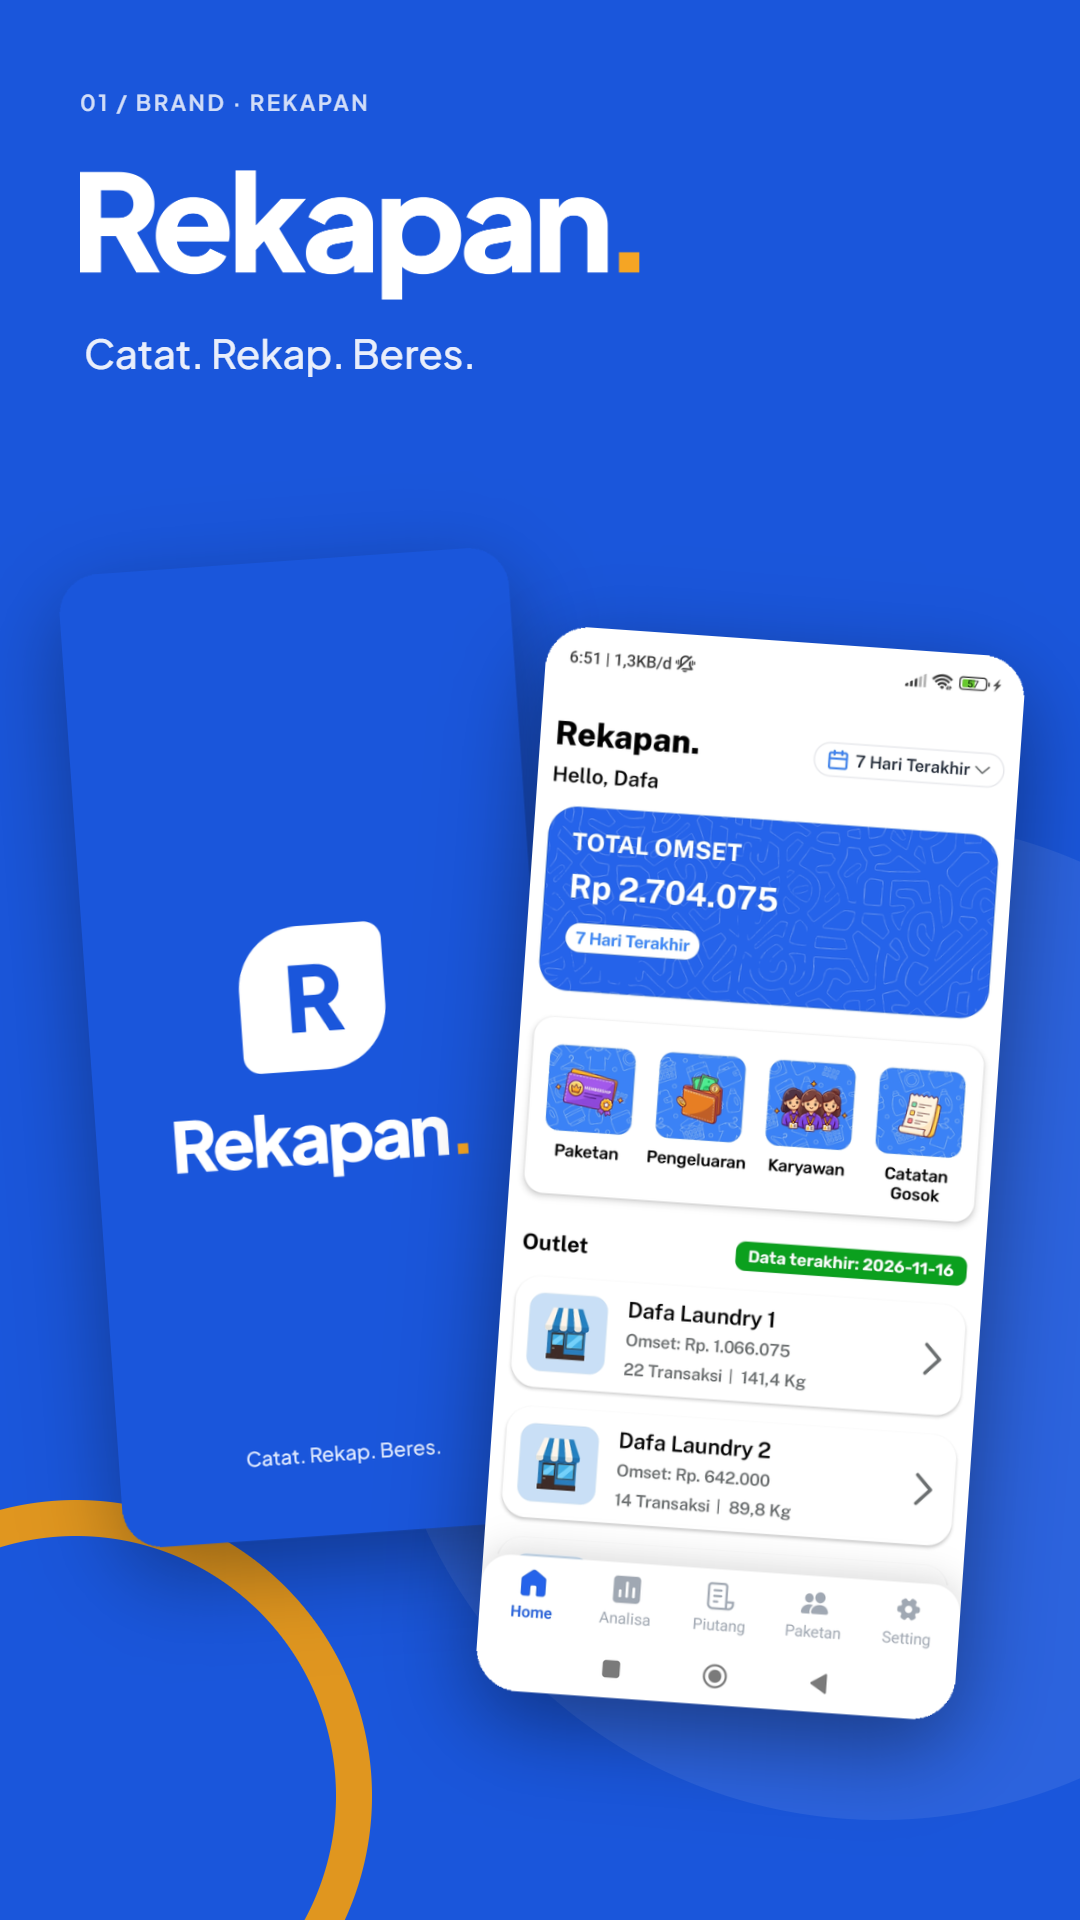 01 / BRAND · REKAPAN
Rekapan.
Catat. Rekap. Beres.
R
Rekapan.
Catat. Rekap. Beres.
6:51 | 1,3KB/d
57
Rekapan.
7 Hari Terakhir
Hello, Dafa
TOTAL OMSET
Rp 2.704.075
7 Hari Terakhir
Paketan
Pengeluaran
Karyawan
Catatan
Gosok
Outlet
Data terakhir: 2026-11-16
Dafa Laundry 1
Omset: Rp. 1.066.075
22 Transaksi | 141,4 Kg
Dafa Laundry 2
Omset: Rp. 642.000
14 Transaksi | 89,8 Kg
Home
Analisa
Piutang
Paketan
Setting